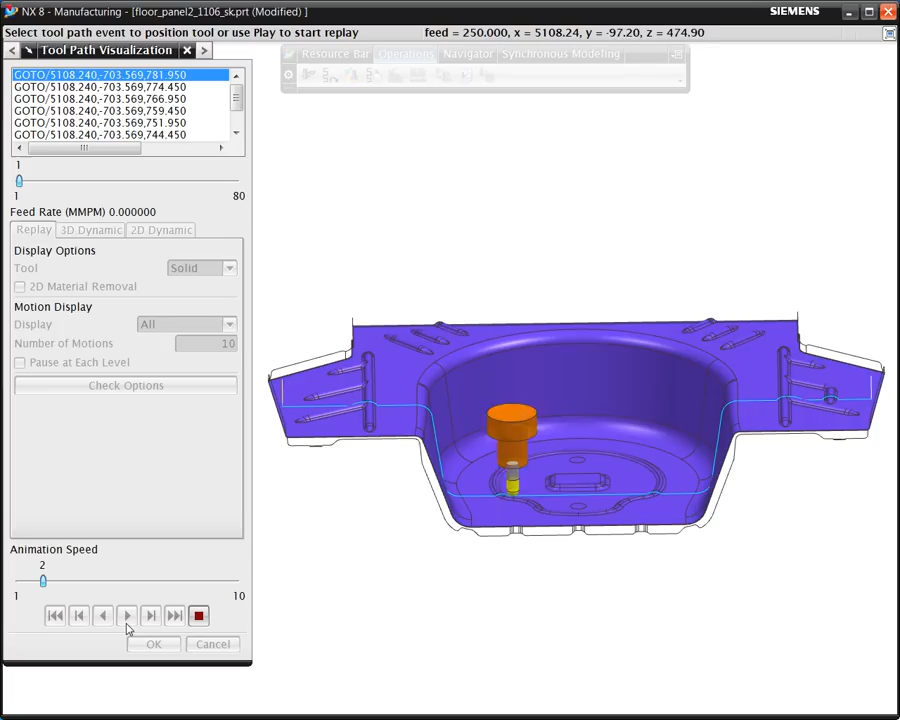 NX 8 - Manufacturing - [floor_panel2_1106_sk.prt (Modified) ]
SIEMENS
Select tool path event to position tool or use Play to start replay
feed = 250.000, x = 5108.24, y = -97.20, z = 474.90
Tool Path Visualization
Resource Bar
Operations
Navigator
Synchronous Modeling
GOTO/5108.240,-703.569,781.950
GOTO/5108.240,-703.569,774.450
GOTO/5108.240,-703.569,766.950
GOTO/5108.240,-703.569,759.450
GOTO/5108.240,-703.569,751.950
GOTO/5108.240,-703.569,744.450
1
1
80
Feed Rate (MMPM) 0.000000
Replay
3D Dynamic
2D Dynamic
Display Options
Tool
Solid
2D Material Removal
Motion Display
Display
All
Number of Motions
10
Pause at Each Level
Check Options
Animation Speed
2
1
10
OK
Cancel